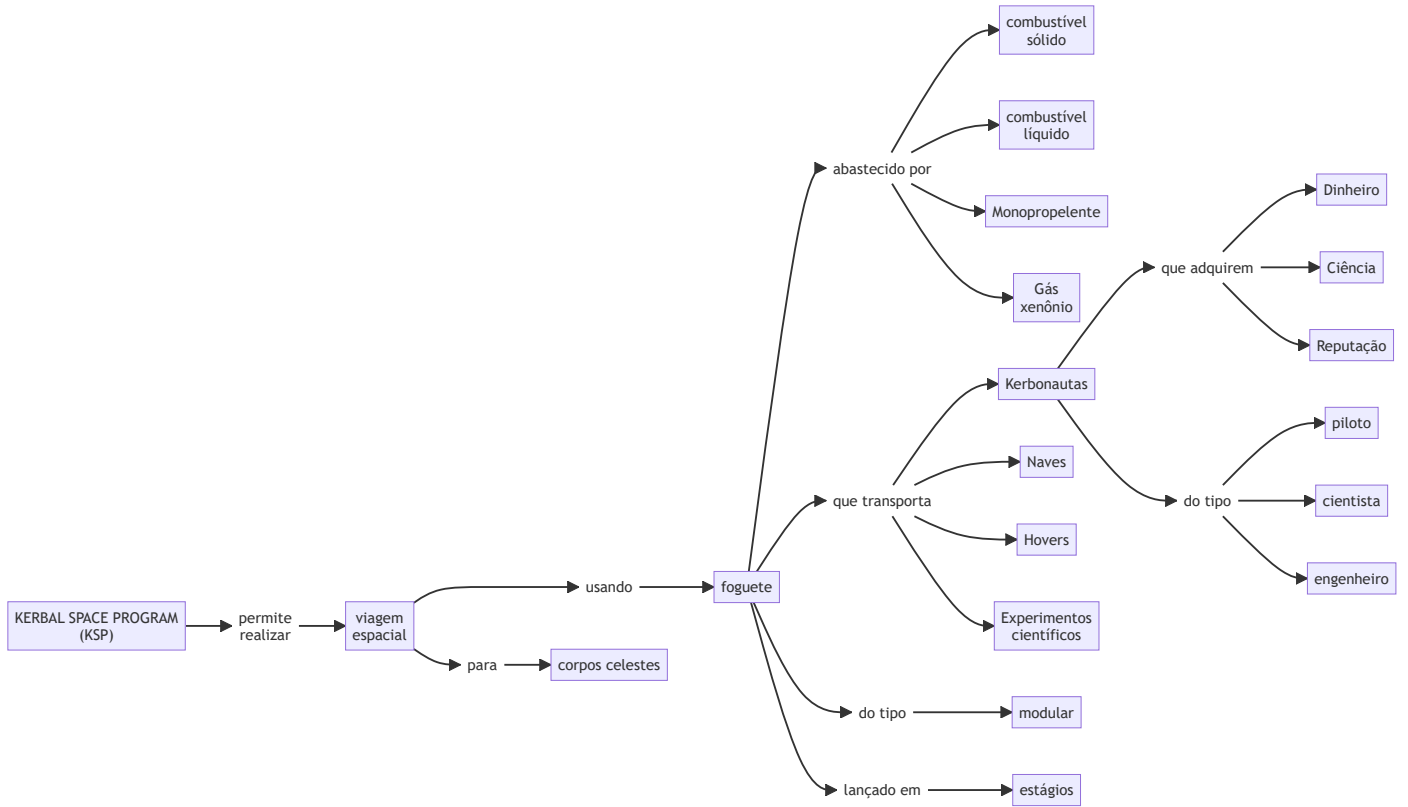 KERBAL SPACE PROGRAM
(KSP)
permite
realizar
viagem
espacial
usando
para
corpos celestes
foguete
abastecido por
combustível
sólido
combustível
líquido
Monopropelente
Gás
xenônio
que transporta
Kerbonautas
que adquirem
Dinheiro
Ciência
Reputação
do tipo
piloto
cientista
engenheiro
Naves
Hovers
Experimentos
científicos
do tipo
modular
lançado em
estágios